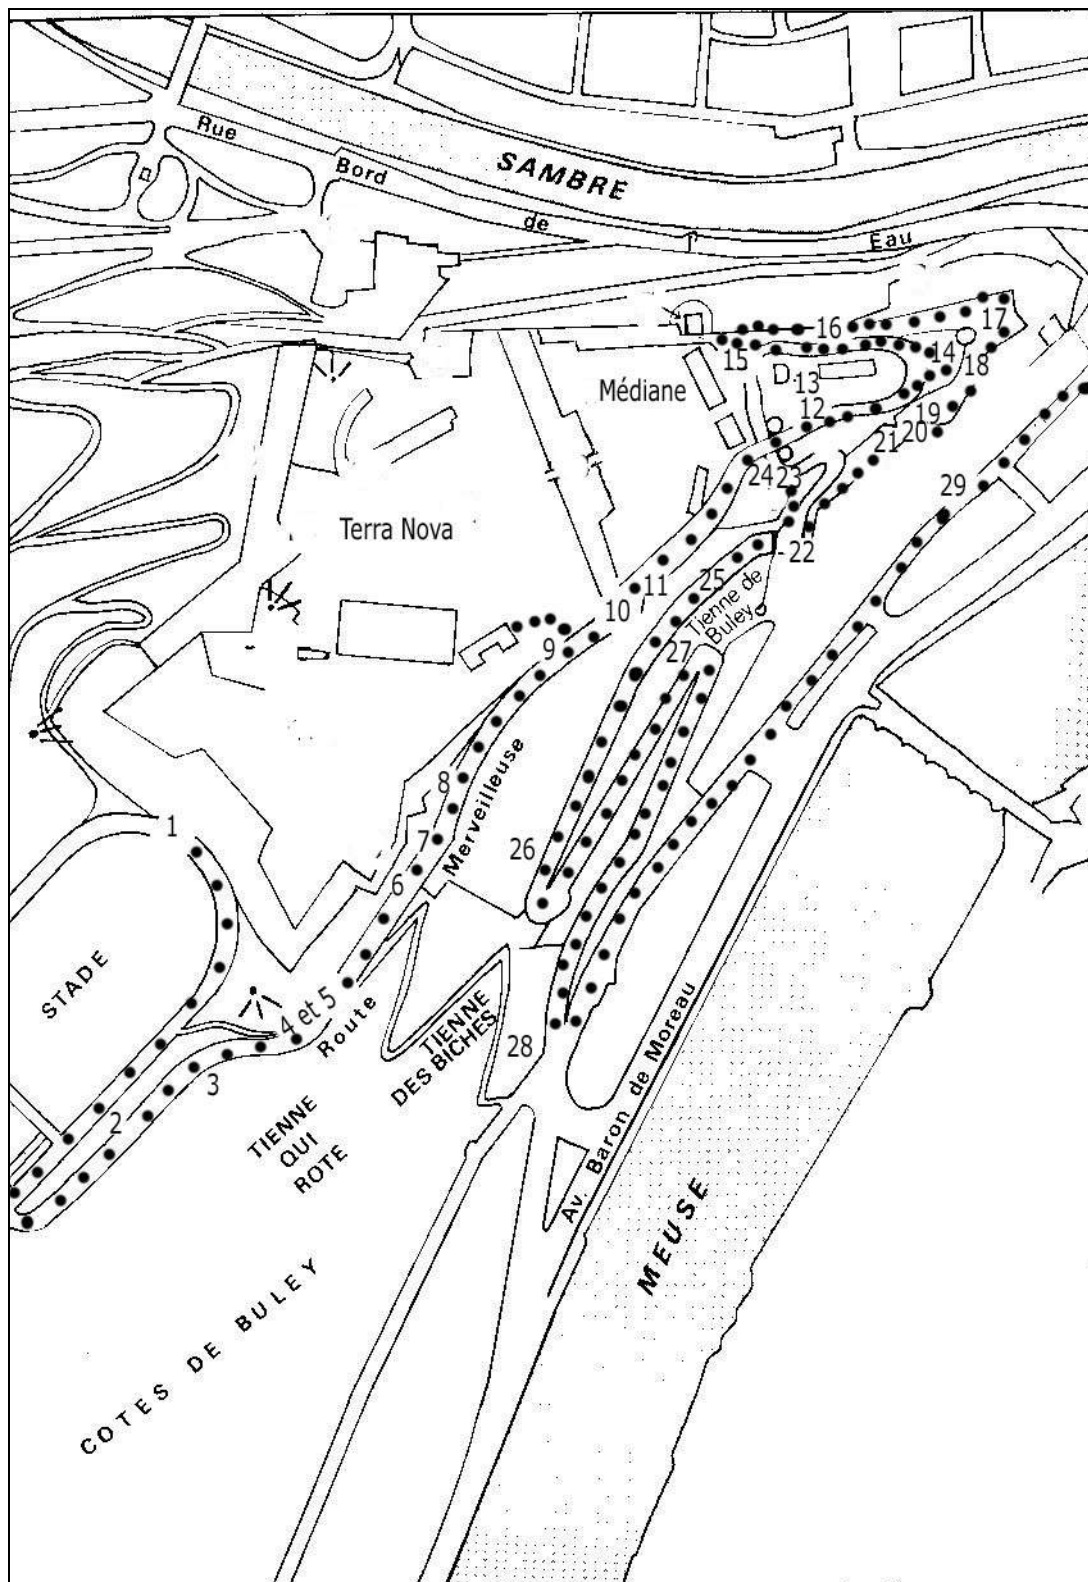 Rue
Bord
de
Eau
SAMBRE
16
17
15
14
13
18
Médiane
12
19
20
21
24
23
29
22
Terra Nova
25
11
10
Tienne de
Buley
9
27
8
Merveilleuse
1
7
26
6
STADE
4 et 5
Route
TIENNE
DES BICHES
28
3
2
TIENNE
QUI
ROTE
Av. Baron de Moreau
MEUSE
COTES DE BULEY